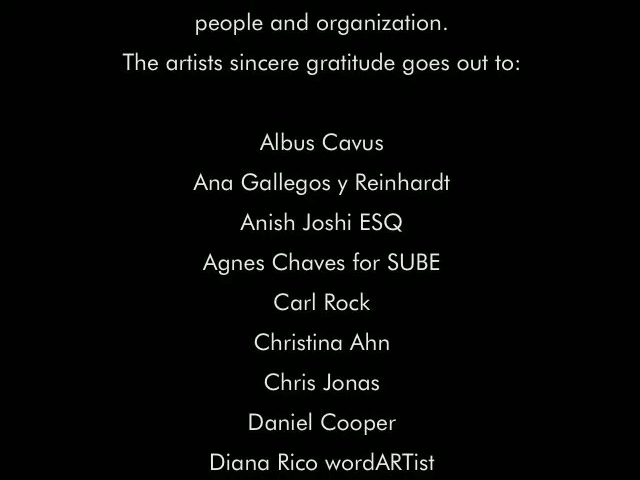 people and organization.
The artists sincere gratitude goes out to:
Albus Cavus
Ana Gallegos y Reinhardt
Anish Joshi ESQ
Agnes Chaves for SUBE
Carl Rock
Christina Ahn
Chris Jonas
Daniel Cooper
Diana Rico wordARTist